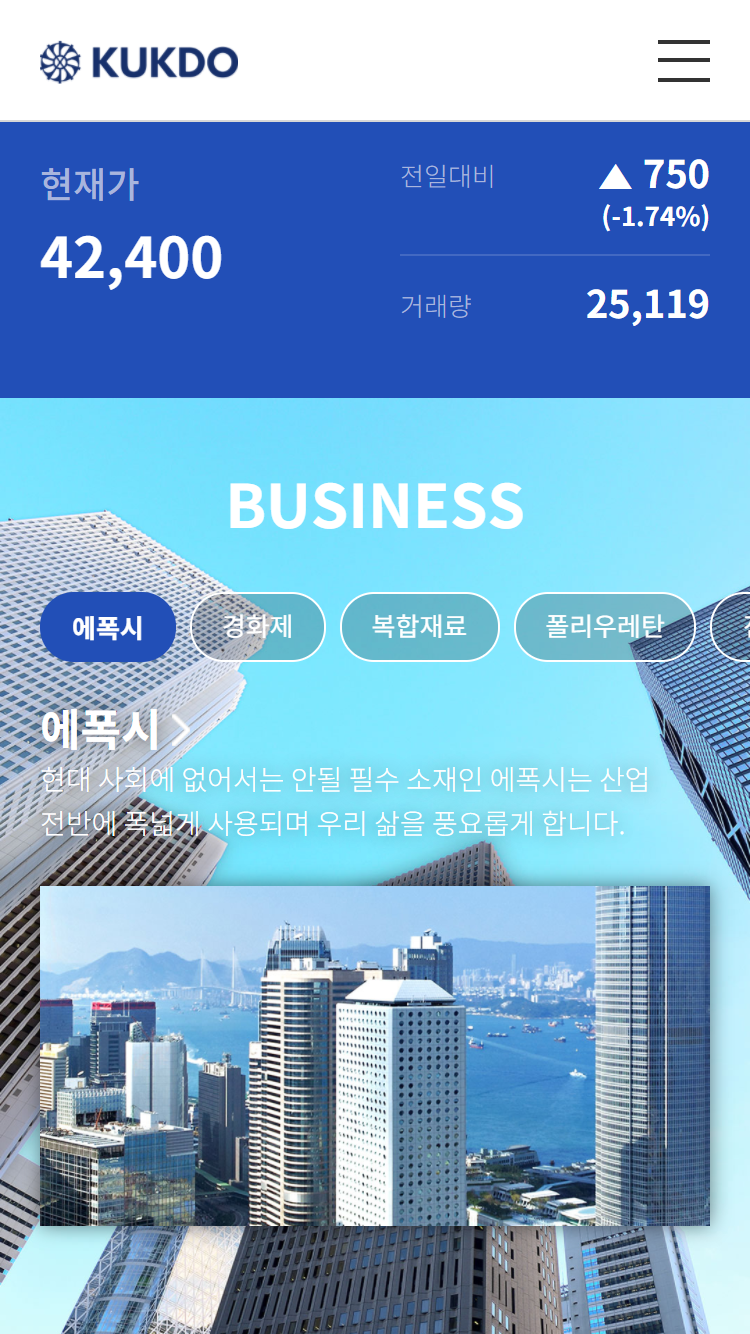 KUKDO
현재가
42,400
전일대비
▲ 750
(-1.74%)
거래량
25,119
BUSINESS
에폭시
경화제
복합재료
폴리우레탄
에폭시 >
현대 사회에 없어서는 안될 필수 소재인 에폭시는 산업
전반에 폭넓게 사용되며 우리 삶을 풍요롭게 합니다.